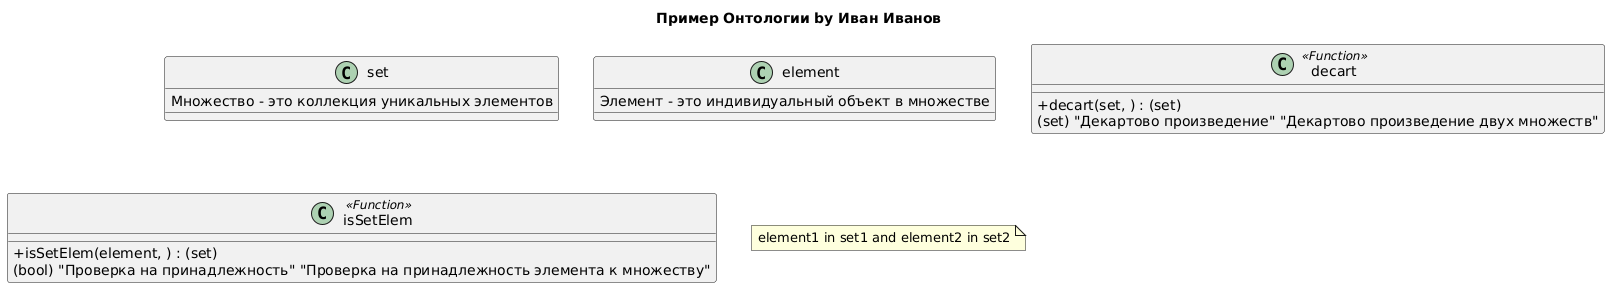 Пример Онтологии by Иван Иванов
C set
Множество - это коллекция уникальных элементов
C element
Элемент - это индивидуальный объект в множестве
«Function»
C decart
+decart(set, ) : (set)
(set) "Декартово произведение" "Декартово произведение двух множеств"
«Function»
C isSetElem
+isSetElem(element, ) : (set)
(bool) "Проверка на принадлежность" "Проверка на принадлежность элемента к множеству"
element1 in set1 and element2 in set2